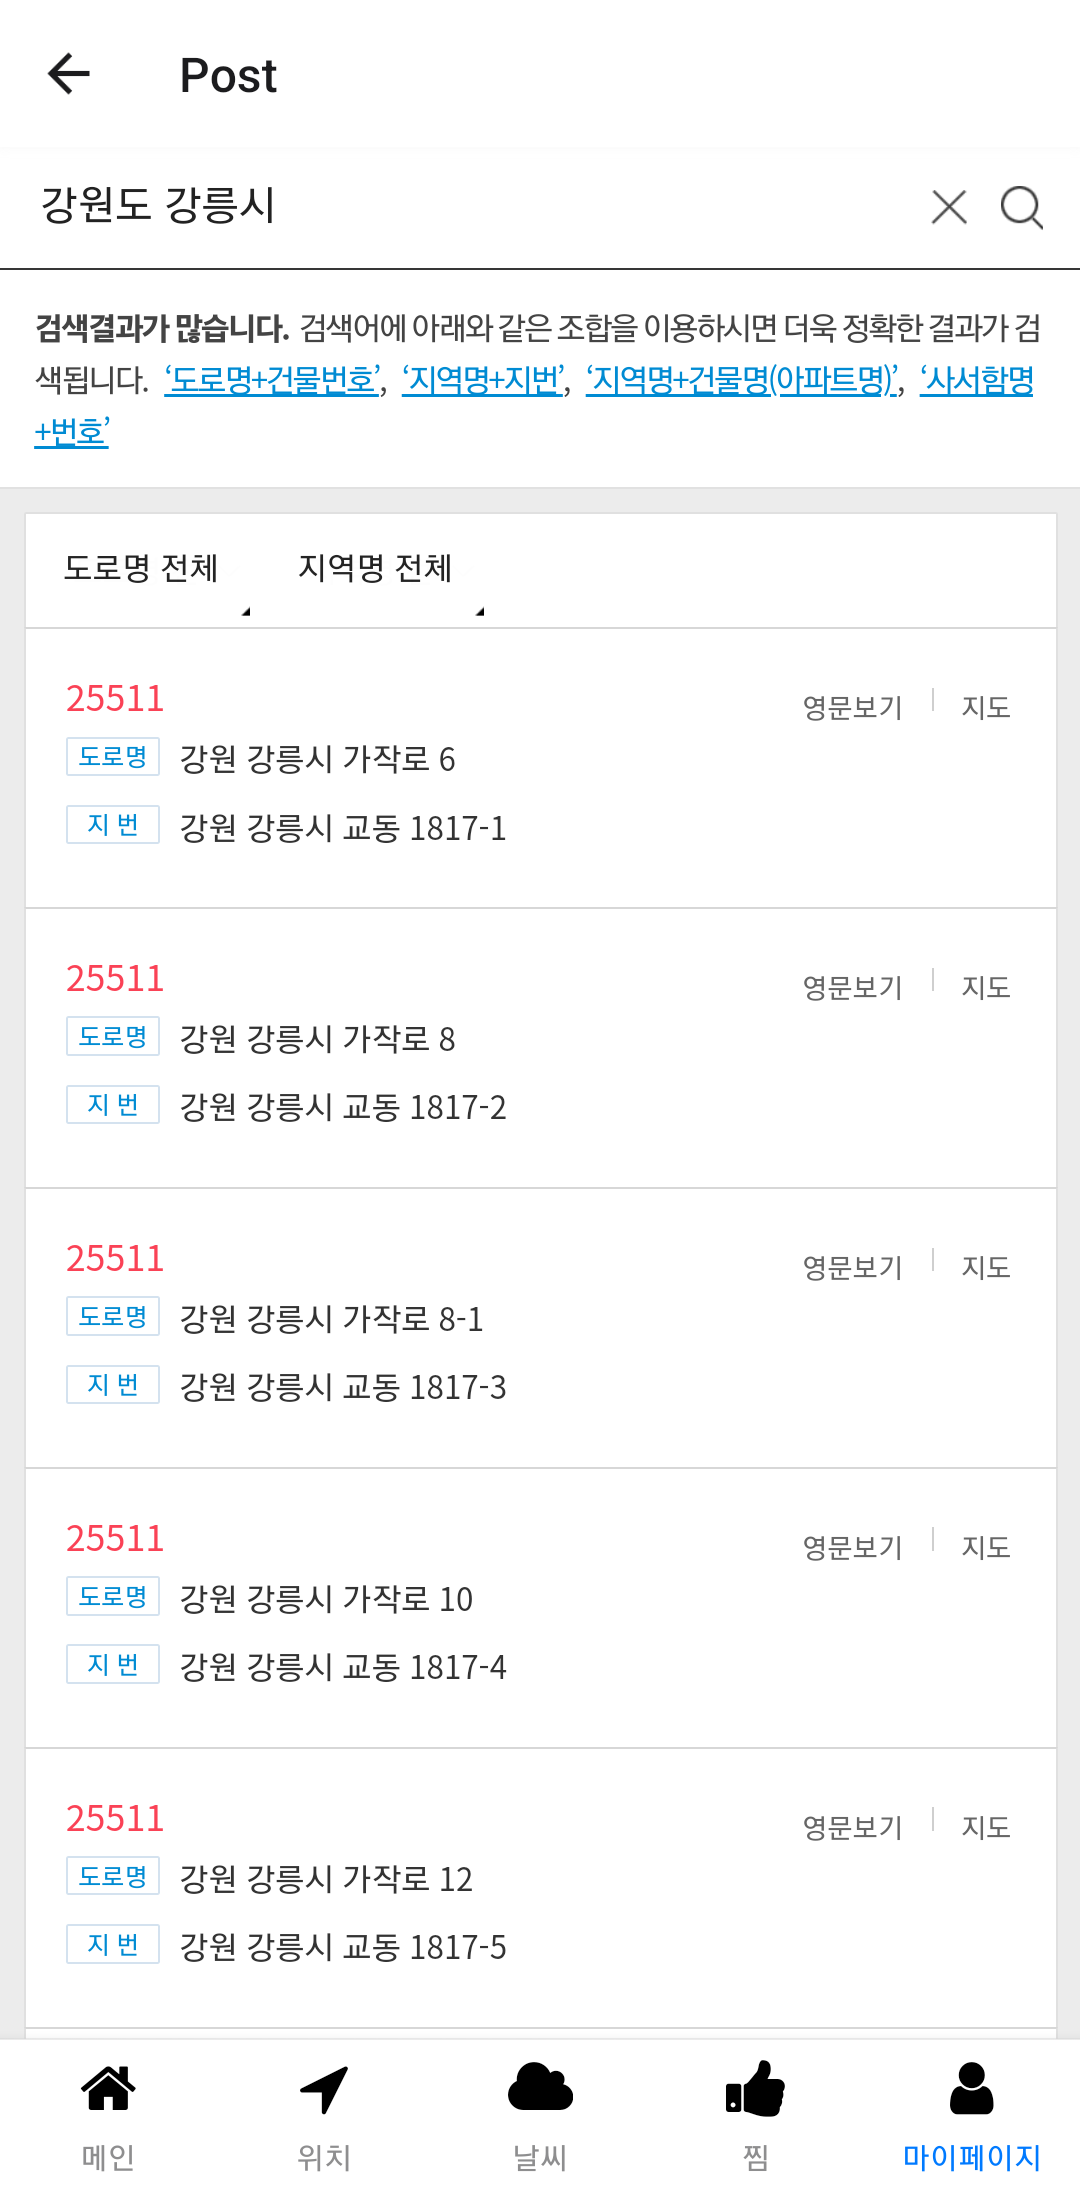 Post
강원도 강릉시
검색결과가 많습니다. 검색어에 아래와 같은 조합을 이용하시면 더욱 정확한 결과가 검
색됩니다. ‘도로명+건물번호’, ‘지역명+지번’, ‘지역명+건물명(아파트명)’, ‘사서함명
+번호’
도로명 전체 지역명 전체
25511 영문보기 지도
도로명 강원 강릉시 가작로 6
지번 강원 강릉시 교동 1817-1
25511 영문보기 지도
도로명 강원 강릉시 가작로 8
지번 강원 강릉시 교동 1817-2
25511 영문보기 지도
도로명 강원 강릉시 가작로 8-1
지번 강원 강릉시 교동 1817-3
25511 영문보기 지도
도로명 강원 강릉시 가작로 10
지번 강원 강릉시 교동 1817-4
25511 영문보기 지도
도로명 강원 강릉시 가작로 12
지번 강원 강릉시 교동 1817-5
메인 위치 날씨 찜 마이페이지